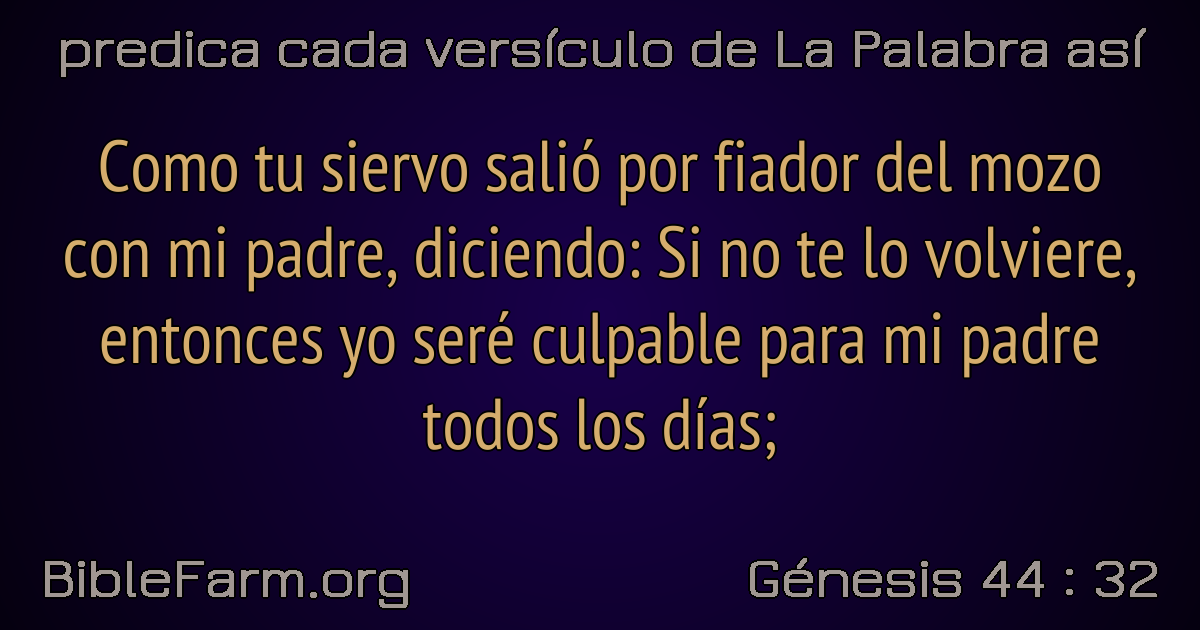 predica cada versículo de La Palabra así
Como tu siervo salió por fiador del mozo
con mi padre, diciendo: Si no te lo volviere,
entonces yo seré culpable para mi padre
todos los días;
BibleFarm.org
Génesis 44 : 32